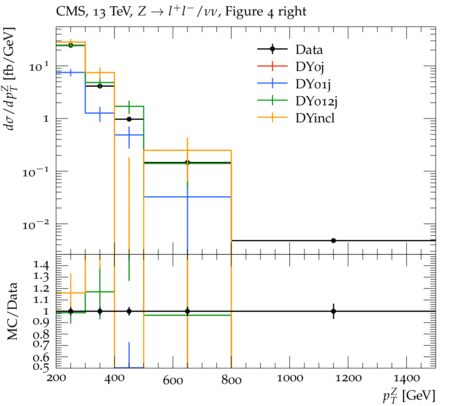 CMS, 13 TeV, Z → l⁺l⁻/νν, Figure 4 right
dσ/dp_T^Z [fb/GeV]
10¹
1
10⁻¹
10⁻²
Data
DY0j
DY01j
DY012j
DYincl
MC/Data
1.4
1.3
1.2
1.1
1
0.9
0.8
0.7
0.6
0.5
200 400 600 800 1000 1200 1400
p_T^Z [GeV]